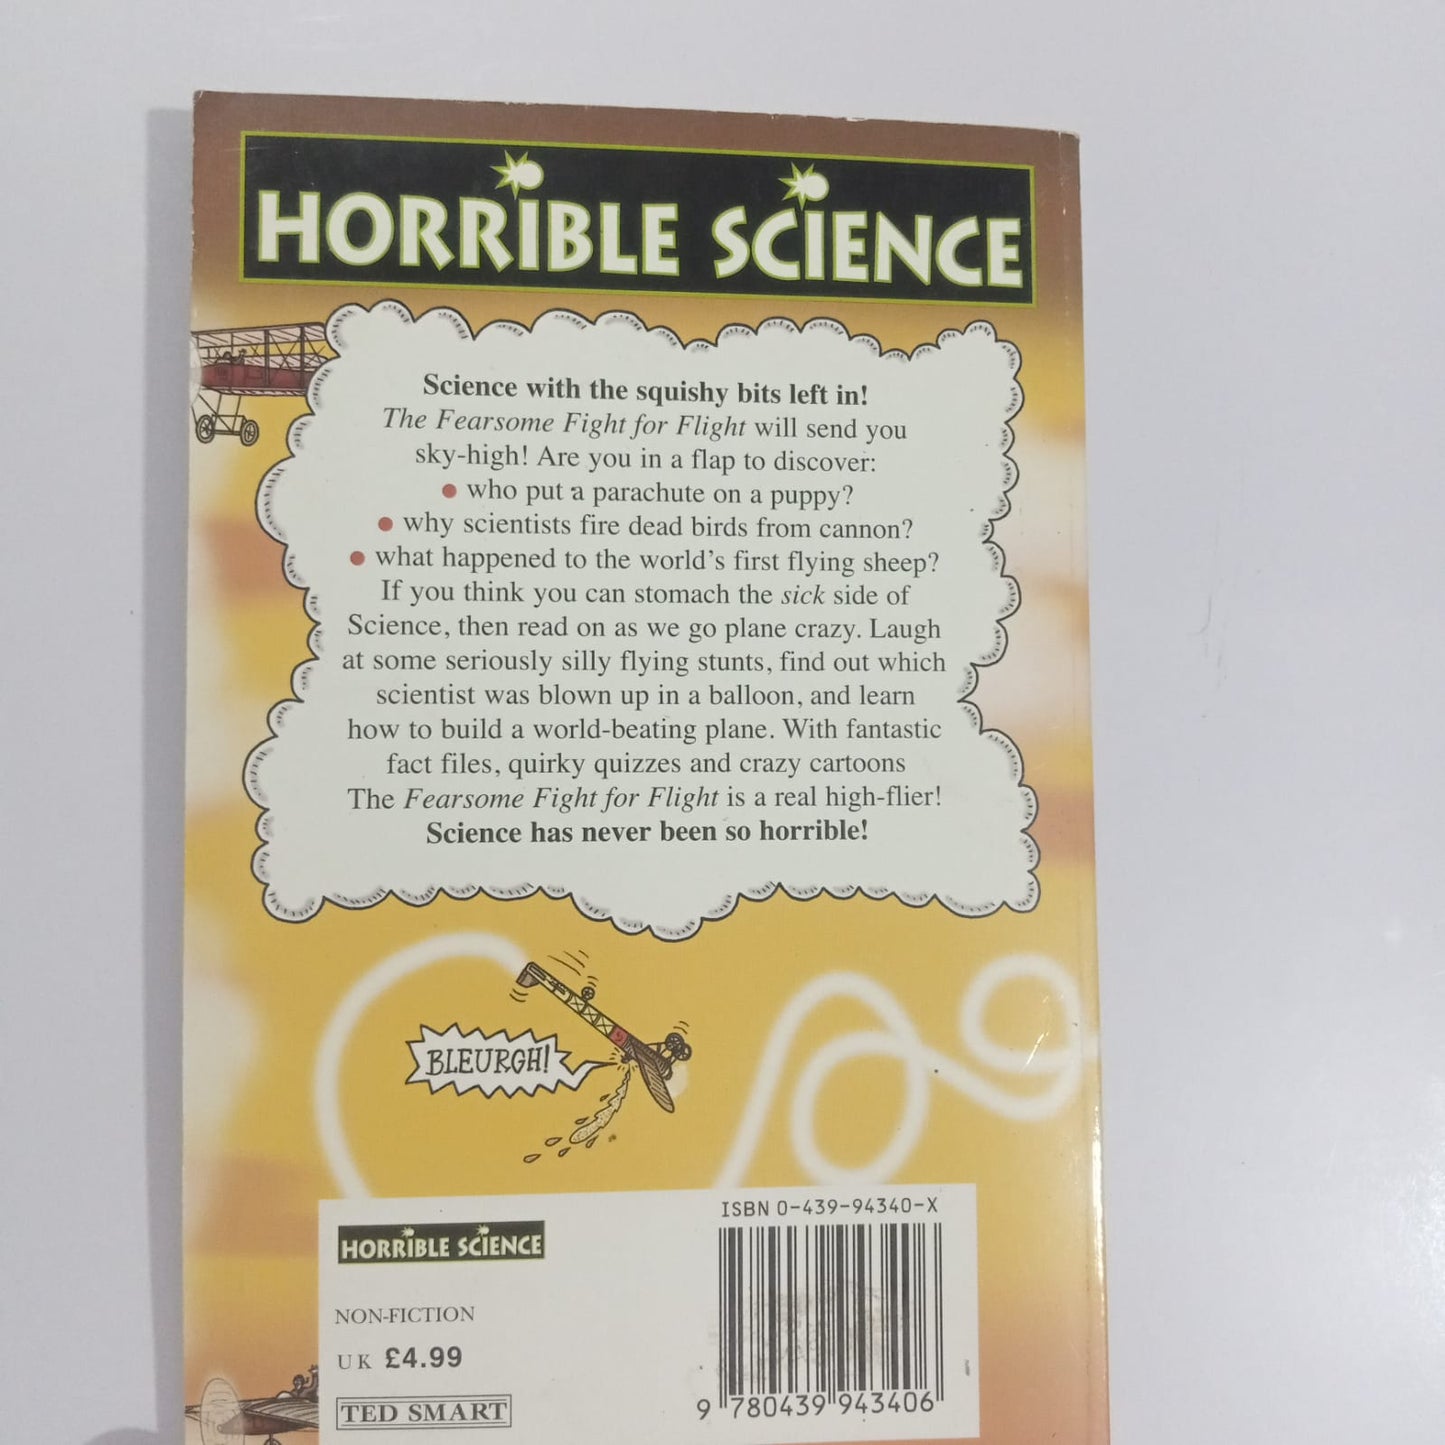 HORRIBLE SCIENCE
Science with the squishy bits left in!
The Fearsome Fight for Flight will send you
sky-high! Are you in a flap to discover:
● who put a parachute on a puppy?
● why scientists fire dead birds from cannon?
● what happened to the world's first flying sheep?
If you think you can stomach the sick side of
Science, then read on as we go plane crazy. Laugh
at some seriously silly flying stunts, find out which
scientist was blown up in a balloon, and learn
how to build a world-beating plane. With fantastic
fact files, quirky quizzes and crazy cartoons
The Fearsome Fight for Flight is a real high-flier!
Science has never been so horrible!
BLEURGH!
HORRIBLE SCIENCE
NON-FICTION
UK £4.99
TED SMART
ISBN 0-439-94340-X
9 780439 943406